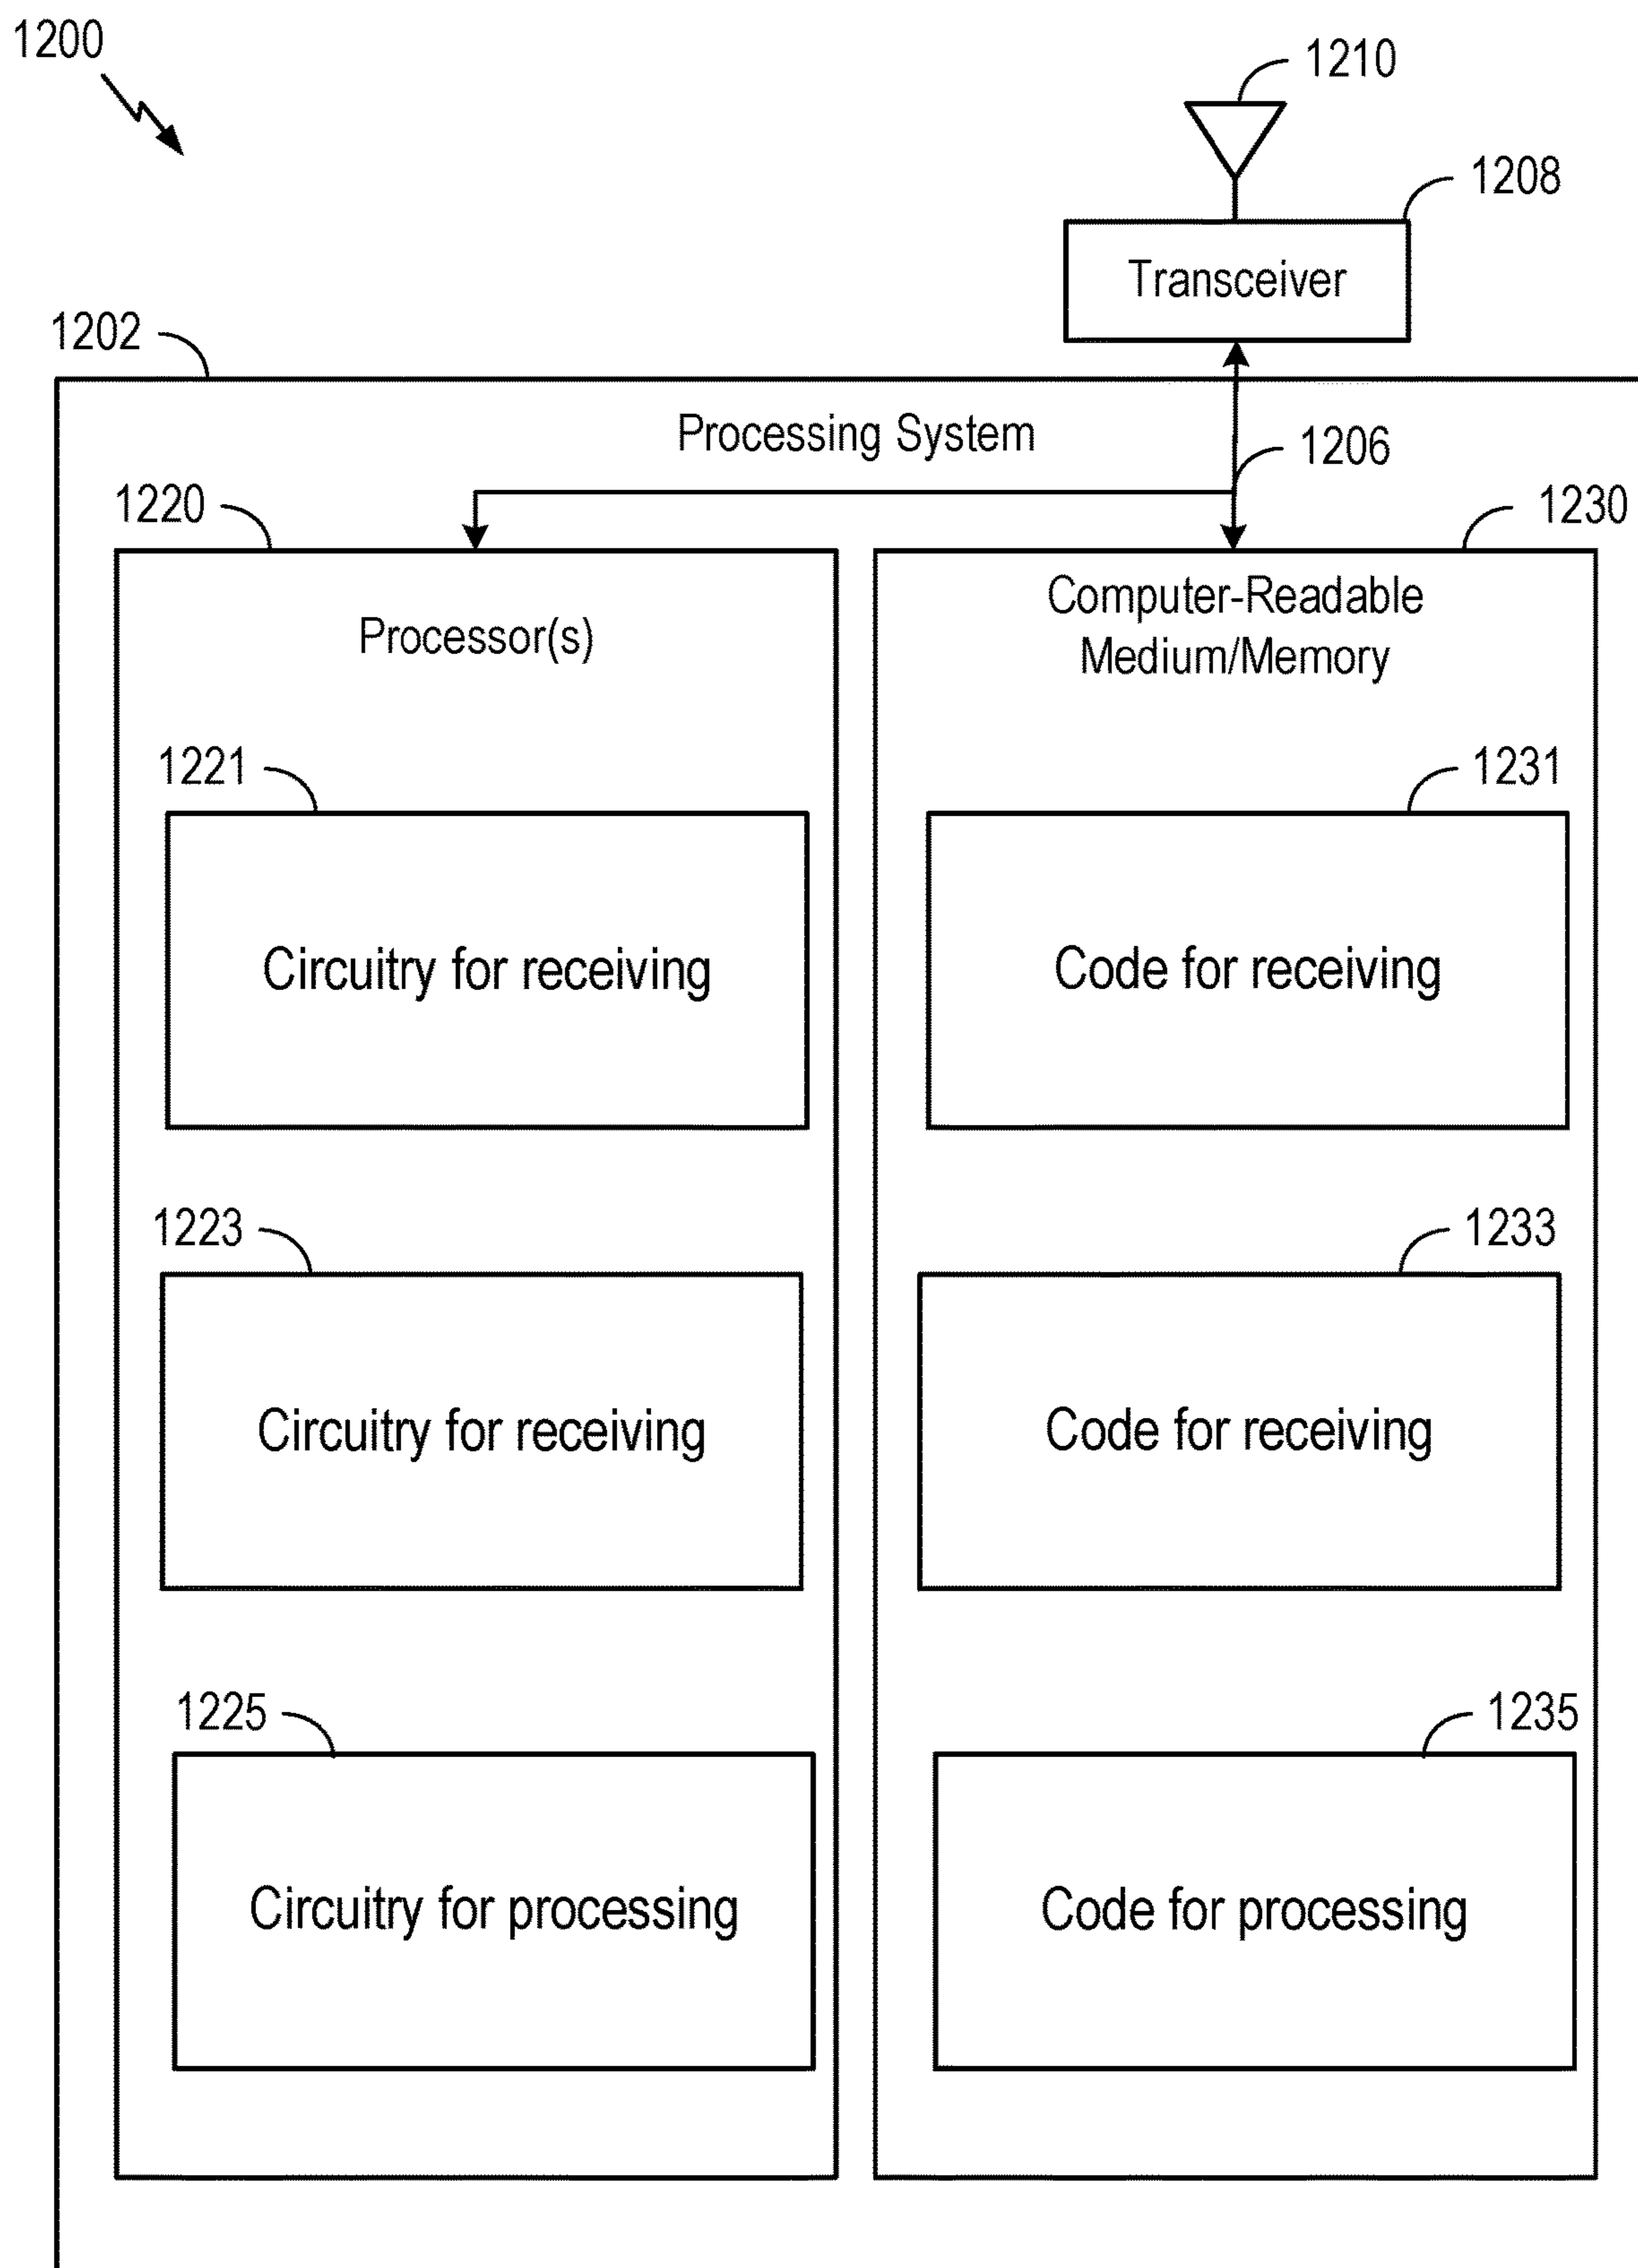 1200
1210
1208
Transceiver
1202
Processing System
1206
1220
1230
Processor(s)
Computer-Readable
Medium/Memory
1221
1231
Circuitry for receiving
Code for receiving
1223
1233
Circuitry for receiving
Code for receiving
1225
1235
Circuitry for processing
Code for processing